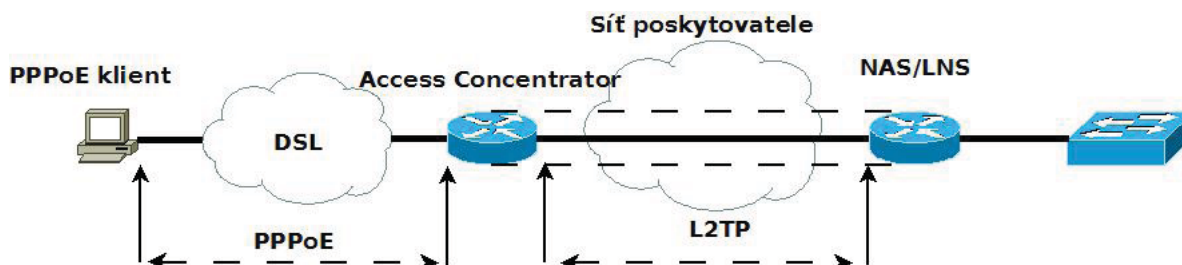 Síť poskytovatele
PPPoE klient
Access Concentrator
NAS/LNS
DSL
PPPoE
L2TP